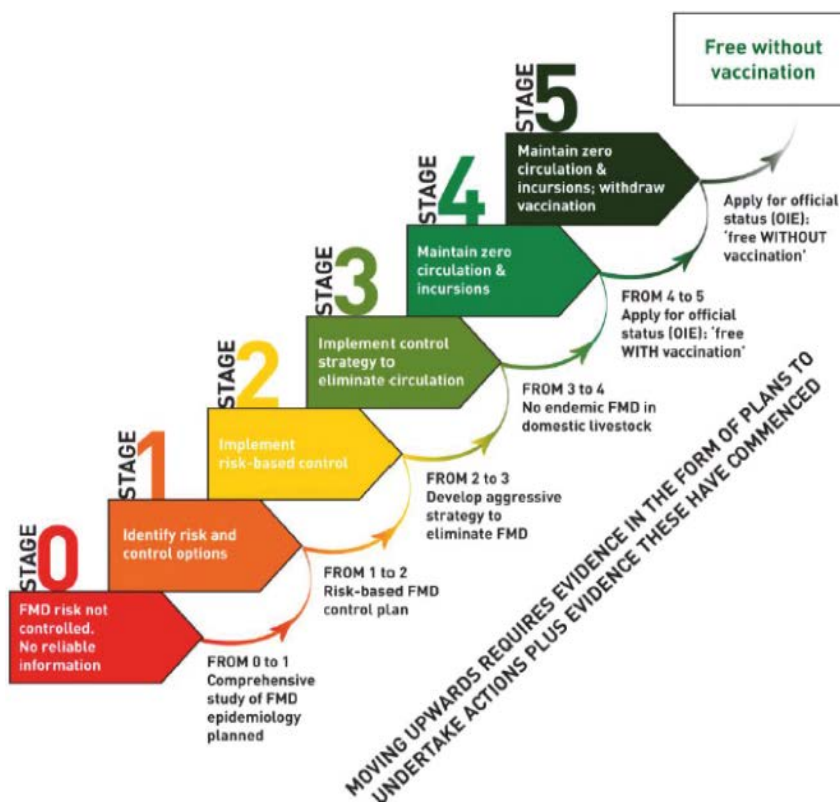 Free without
vaccination
STAGE
5
Maintain zero
circulation &
incursions; withdraw
vaccination
Apply for official
status (OIE):
‘free WITHOUT
vaccination’
STAGE
4
Maintain zero
circulation &
incursions
FROM 4 to 5
Apply for official
status (OIE): ‘free
WITH vaccination’
STAGE
3
Implement control
strategy to
eliminate circulation
FROM 3 to 4
No endemic FMD in
domestic livestock
STAGE
2
Implement
risk-based control
FROM 2 to 3
Develop aggressive
strategy to
eliminate FMD
STAGE
1
Identify risk and
control options
FROM 1 to 2
Risk-based FMD
control plan
STAGE
0
FMD risk not
controlled.
No reliable
information
FROM 0 to 1
Comprehensive
study of FMD
epidemiology
planned
MOVING UPWARDS REQUIRES EVIDENCE IN THE FORM OF PLANS TO
UNDERTAKE ACTIONS PLUS EVIDENCE THESE HAVE COMMENCED